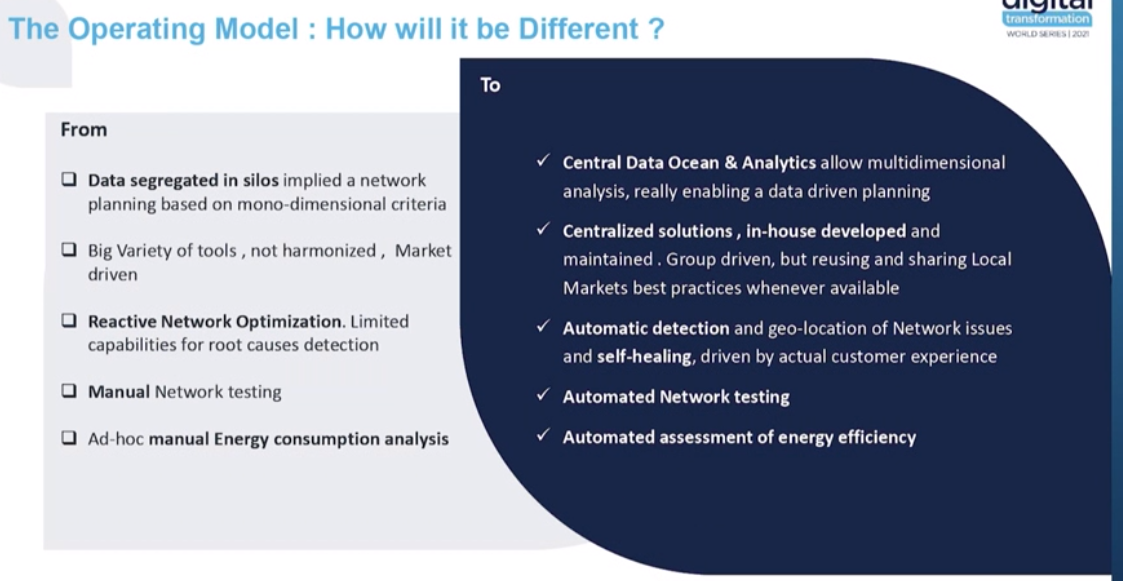 The Operating Model : How will it be Different ?
digital
transformation
WORLD SERIES | 2021
From
Data segregated in silos implied a network
planning based on mono-dimensional criteria
Big Variety of tools , not harmonized , Market
driven
Reactive Network Optimization. Limited
capabilities for root causes detection
Manual Network testing
Ad-hoc manual Energy consumption analysis
To
✓ Central Data Ocean & Analytics allow multidimensional
analysis, really enabling a data driven planning
✓ Centralized solutions , in-house developed and
maintained . Group driven, but reusing and sharing Local
Markets best practices whenever available
✓ Automatic detection and geo-location of Network issues
and self-healing, driven by actual customer experience
✓ Automated Network testing
✓ Automated assessment of energy efficiency